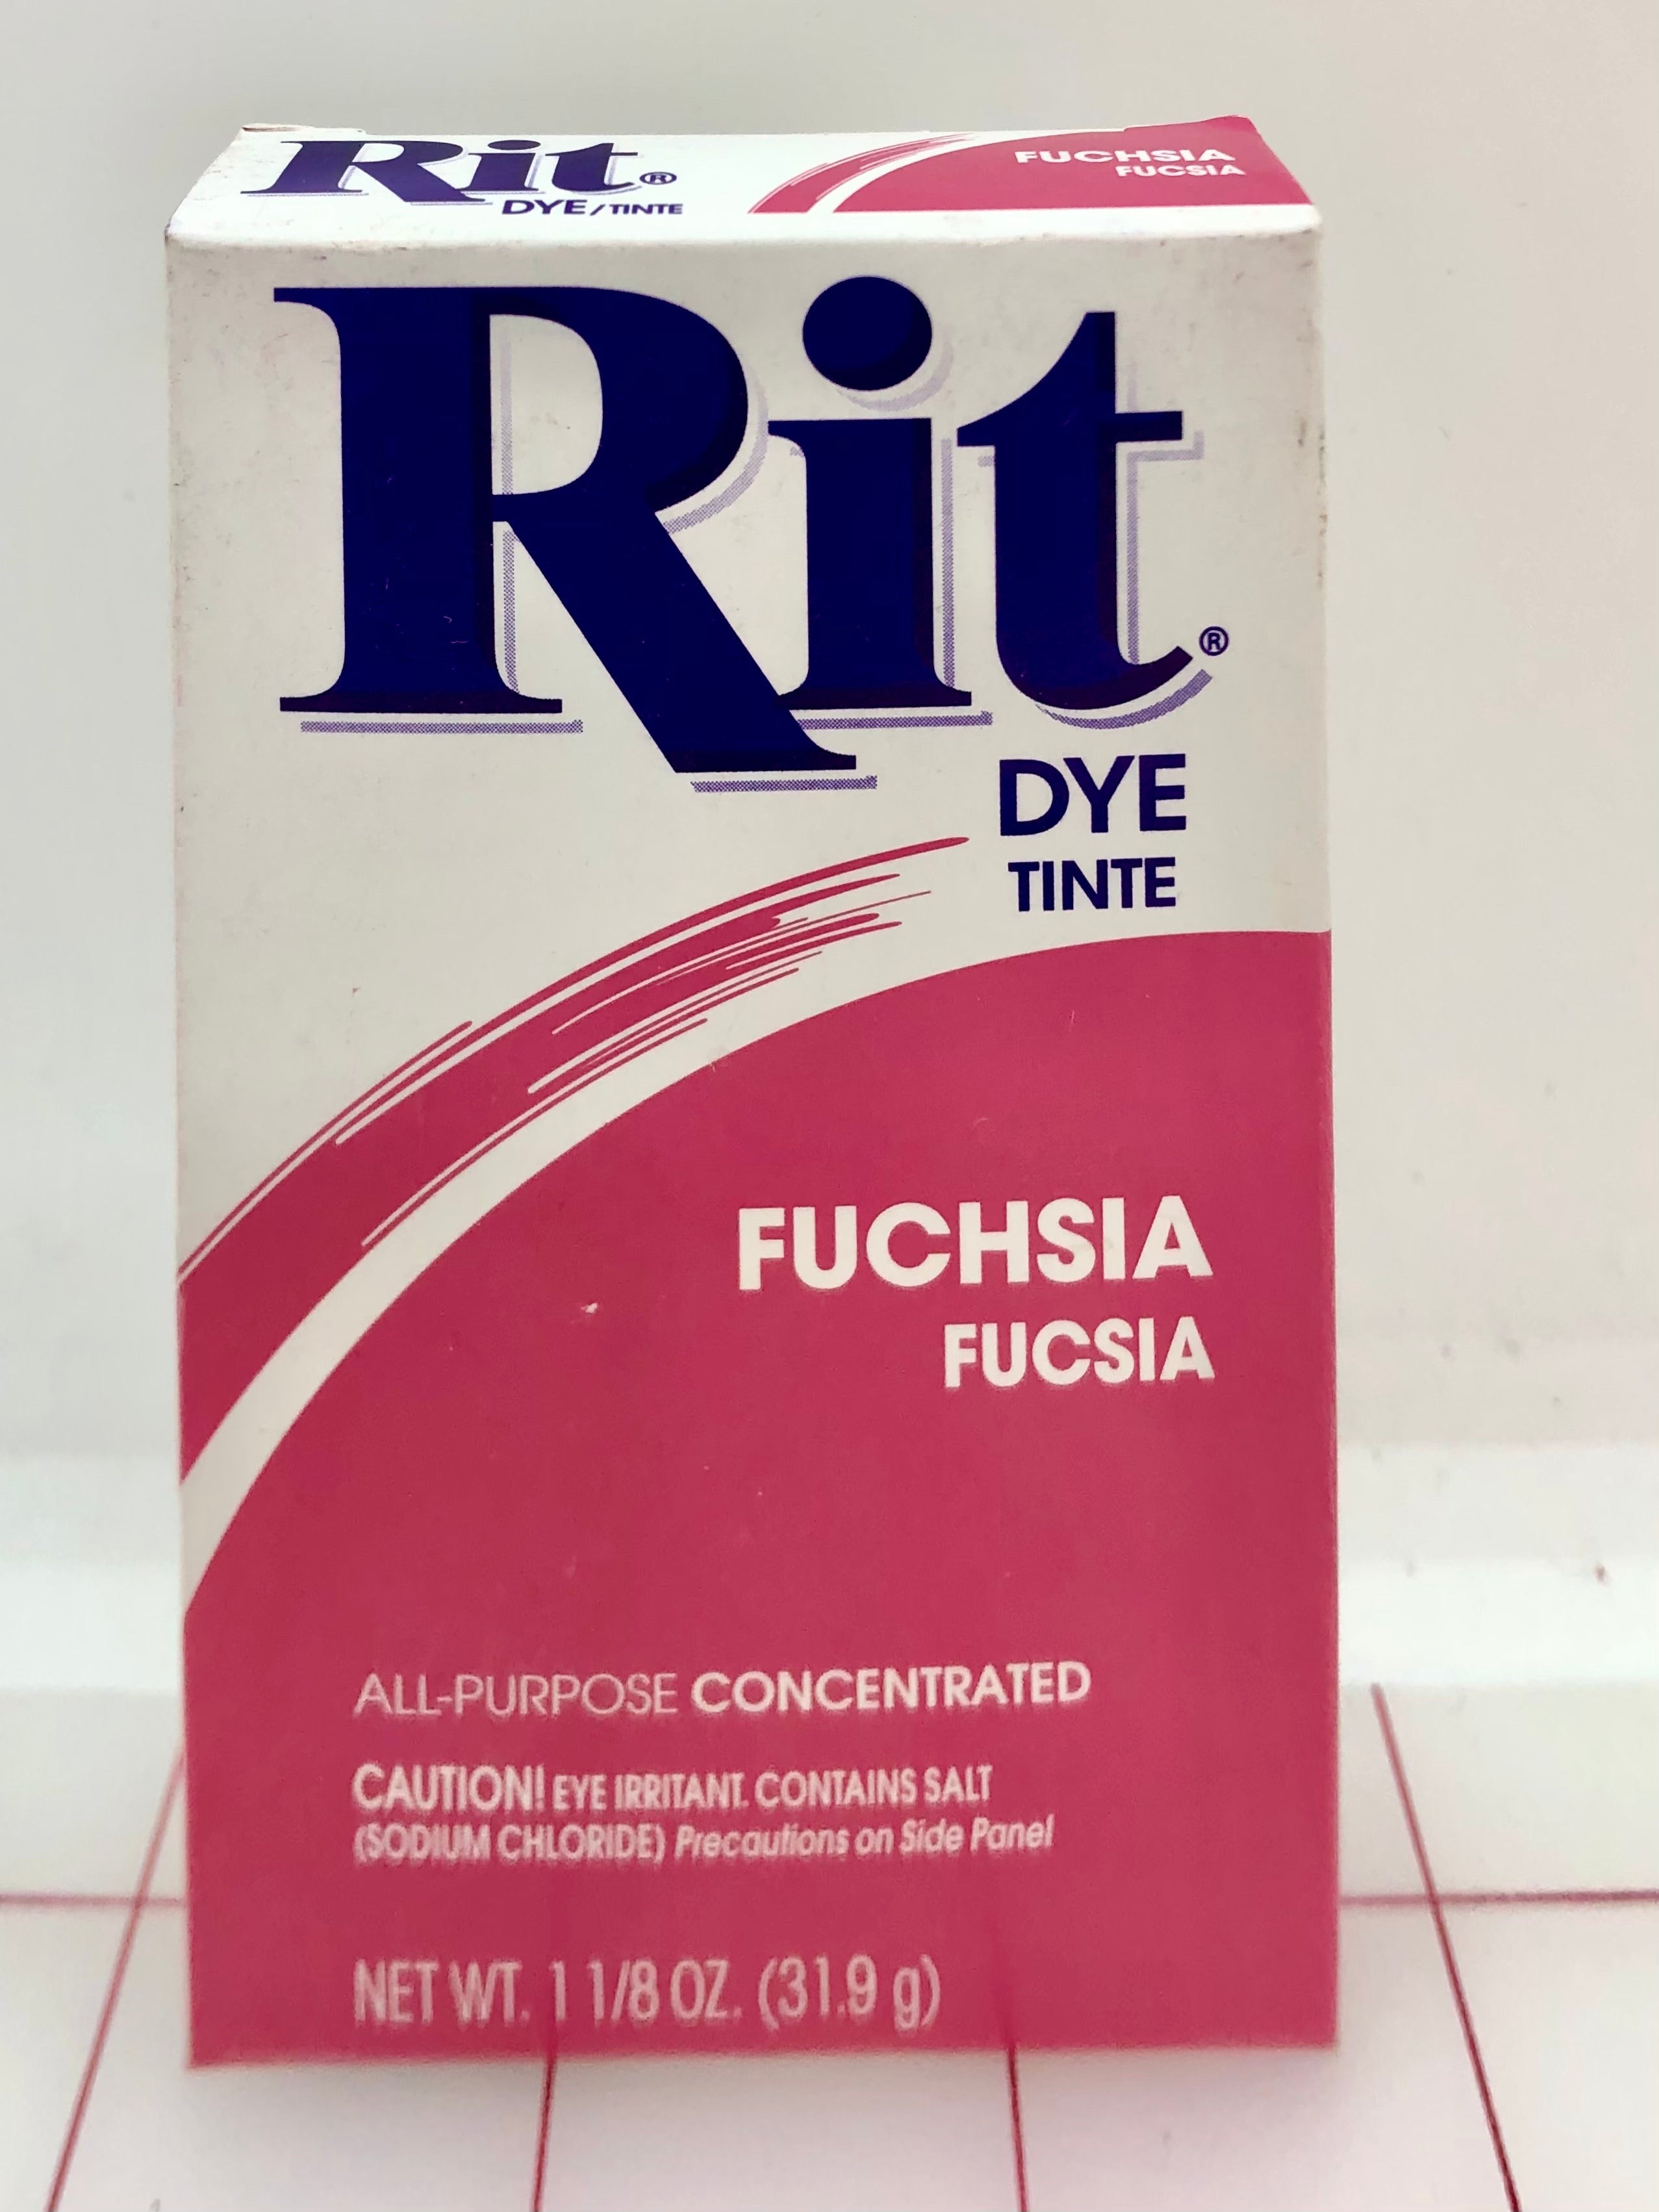 Rit®
DYE / TINTE
FUCHSIA
FUCSIA
Rit®
DYE
TINTE
FUCHSIA
FUCSIA
ALL-PURPOSE CONCENTRATED
CAUTION! EYE IRRITANT. CONTAINS SALT
(SODIUM CHLORIDE) Precautions on Side Panel
NET WT. 1 1/8 OZ. (31.9 g)